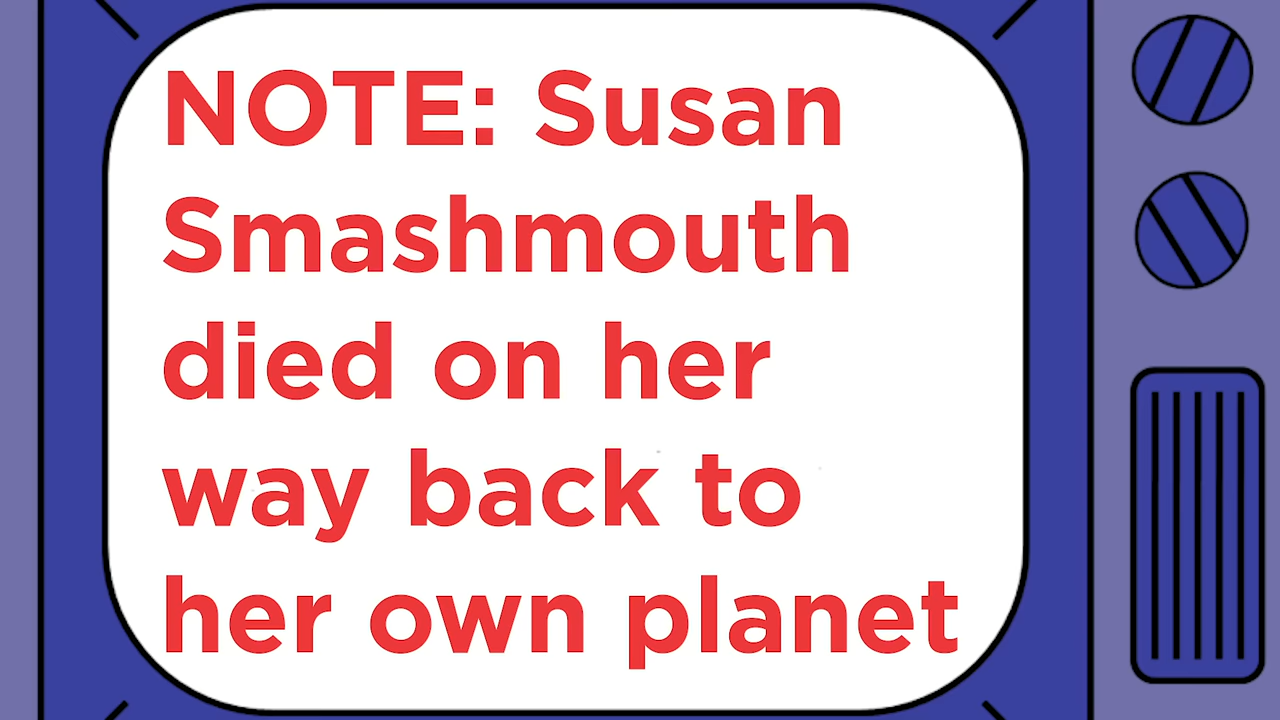 NOTE: Susan
Smashmouth
died on her
way back to
her own planet